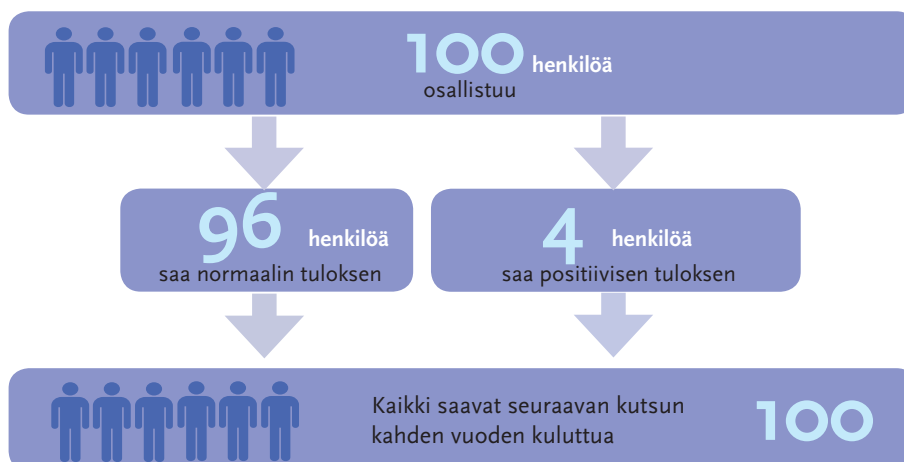 100 henkilöä
osallistuu
96 henkilöä
saa normaalin tuloksen
4 henkilöä
saa positiivisen tuloksen
Kaikki saavat seuraavan kutsun
kahden vuoden kuluttua
100